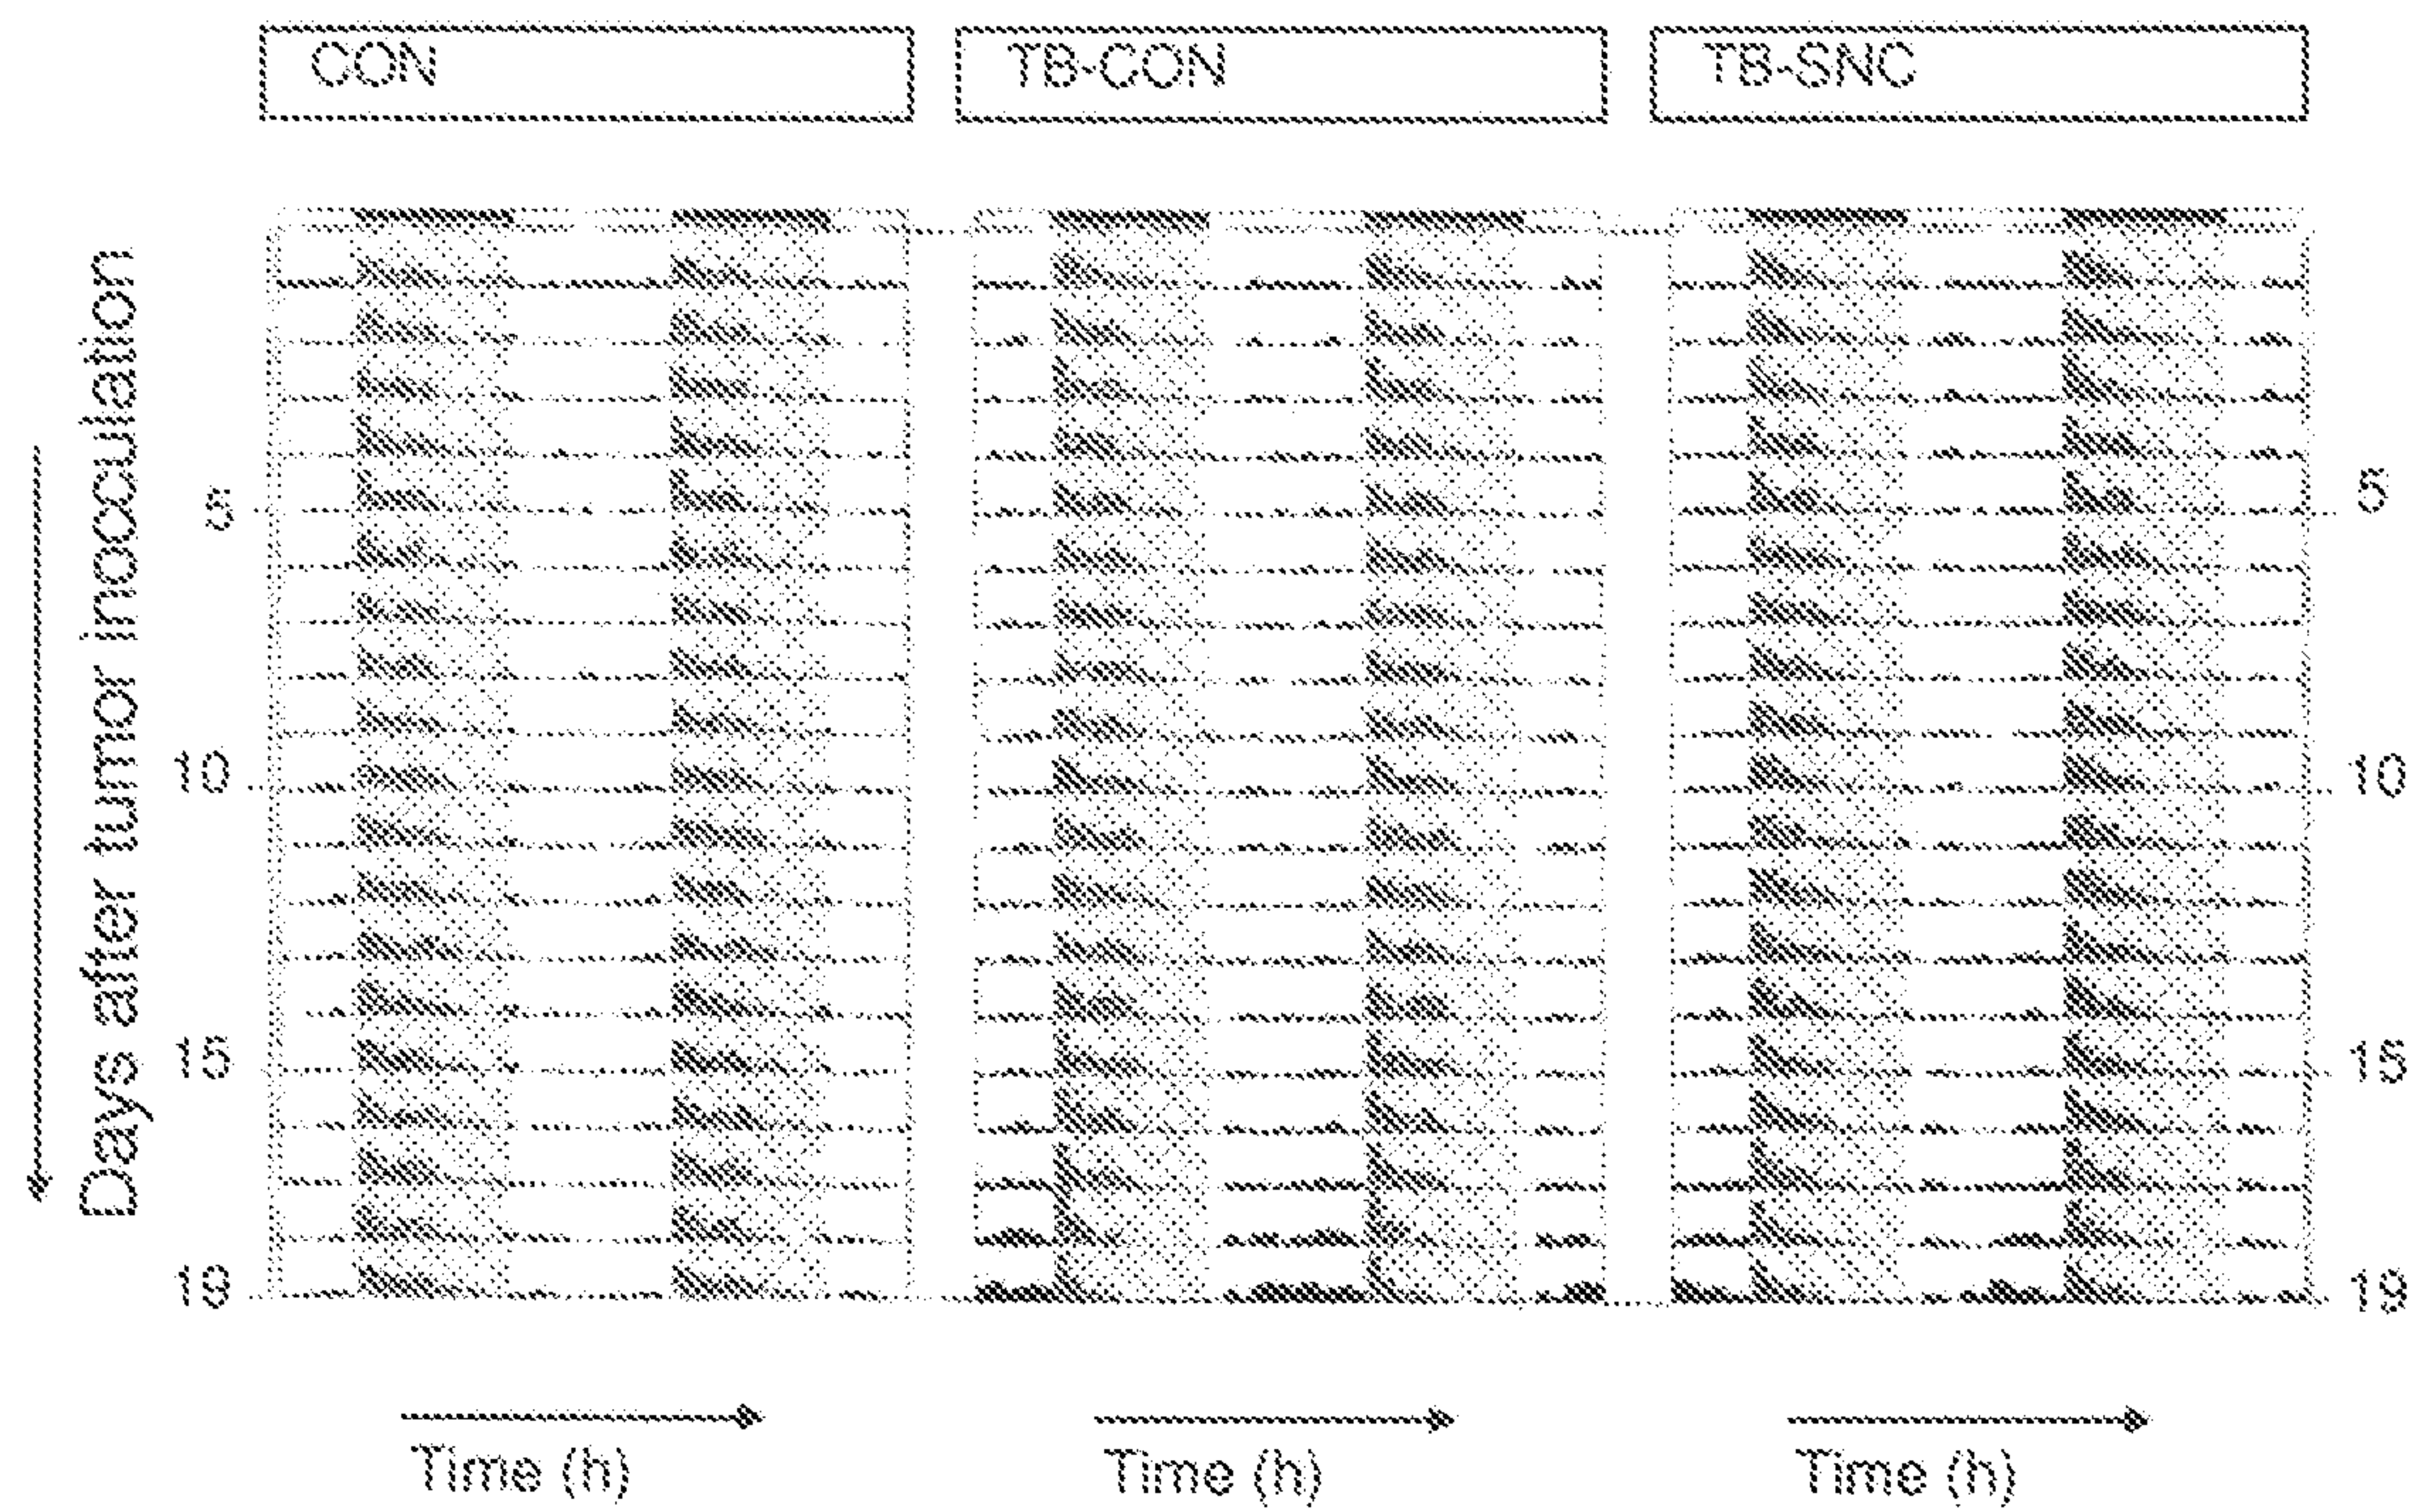 CON
TB-CON
TB-SNC
Days after tumor inoculation
5
10
15
19
5
10
15
19
Time (h)
Time (h)
Time (h)